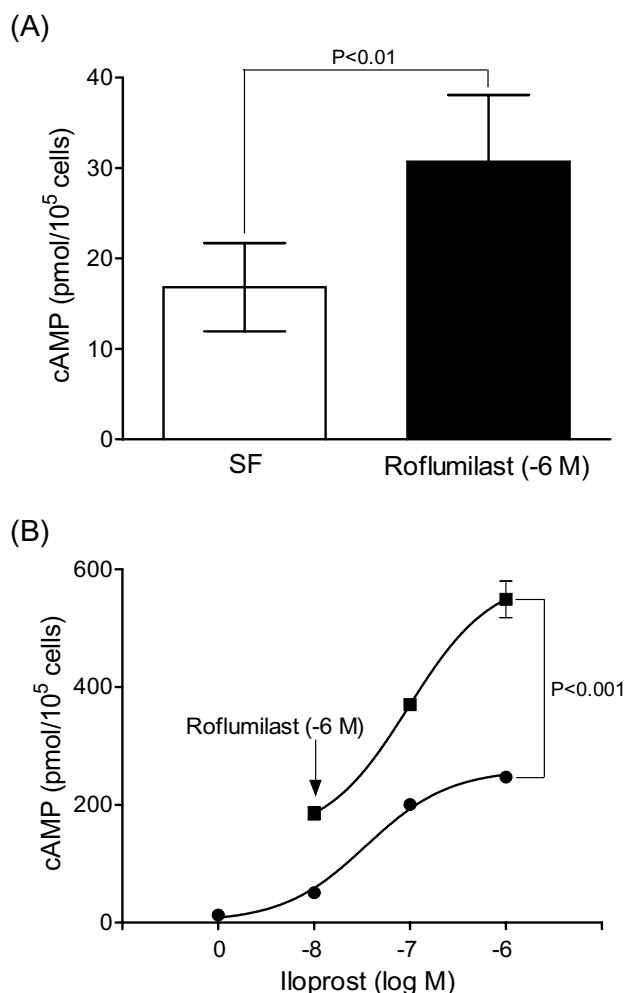 (A)
P<0.01
40
30
20
10
0
cAMP (pmol/10⁵ cells)
SF
Roflumilast (-6 M)
(B)
600
400
200
0
cAMP (pmol/10⁵ cells)
Roflumilast (-6 M)
P<0.001
0 -8 -7 -6
Iloprost (log M)